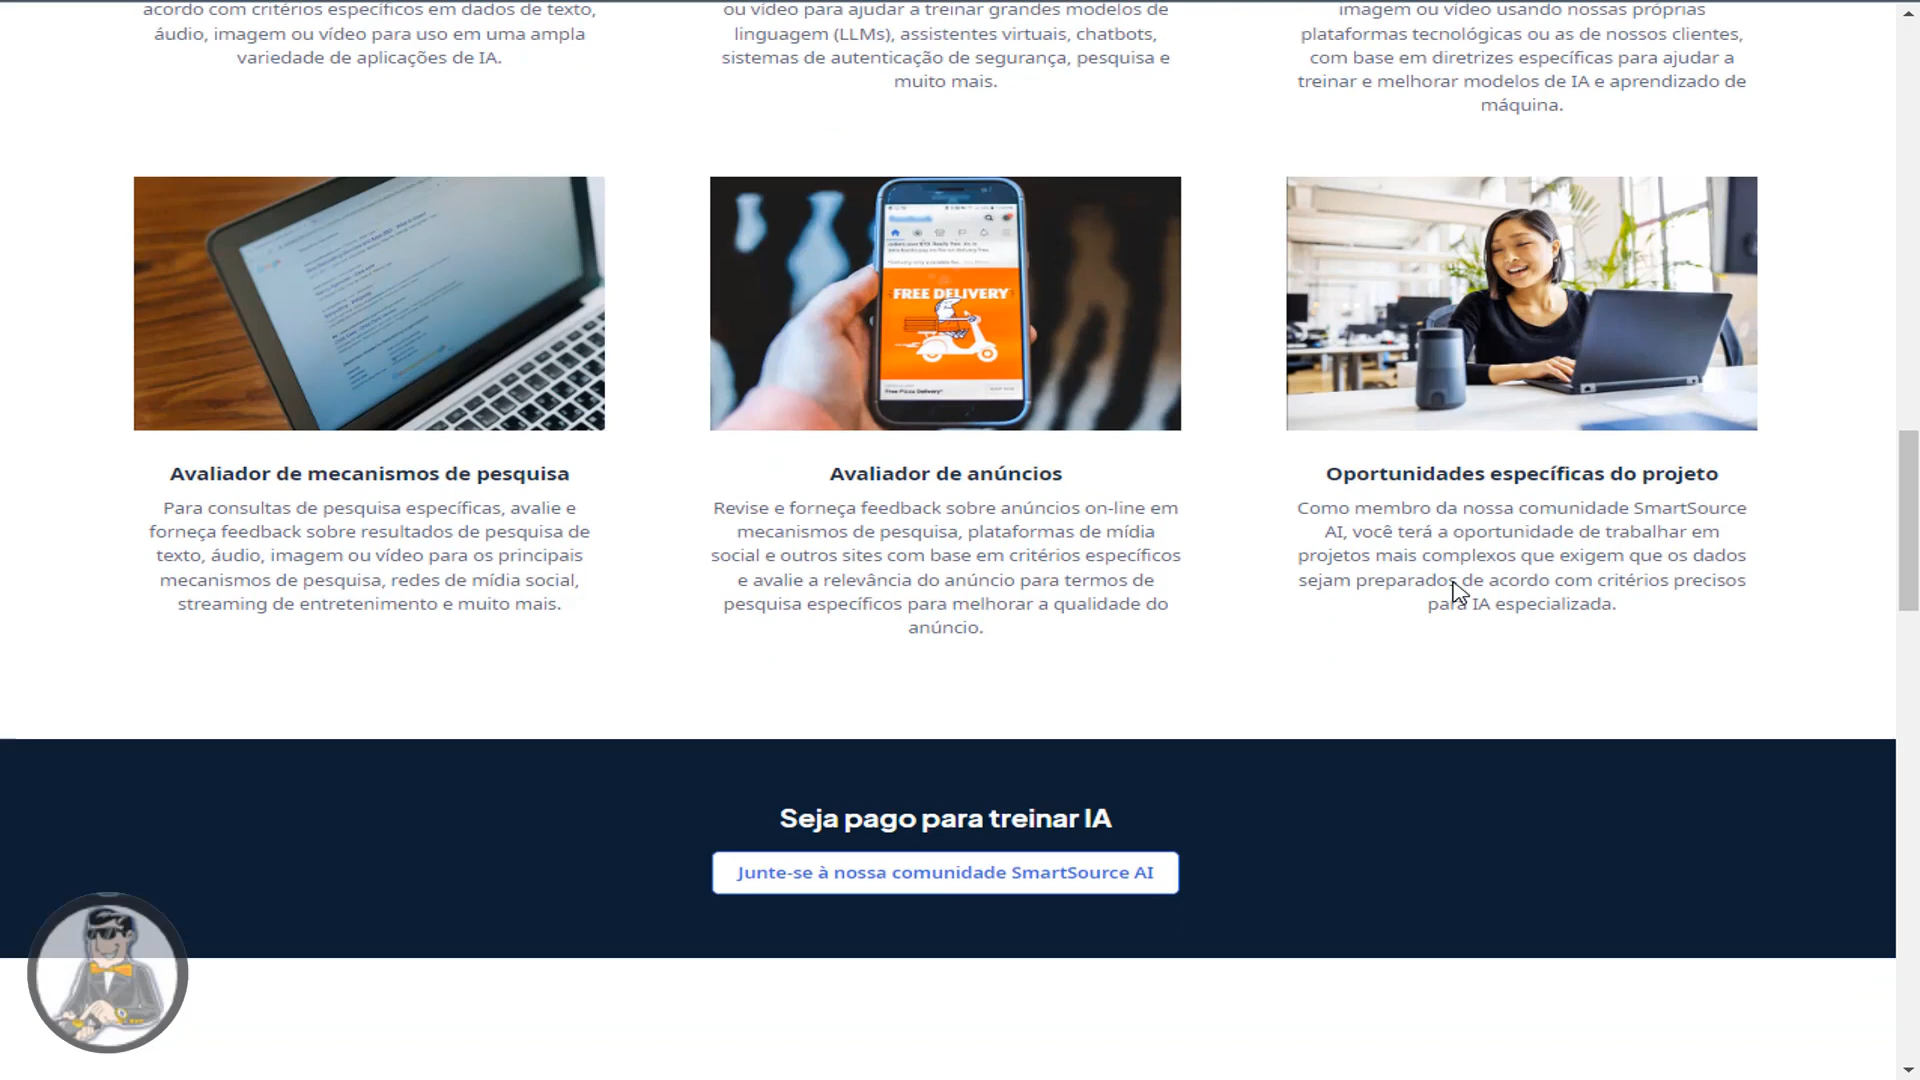 acordo com critérios específicos em dados de texto,
áudio, imagem ou vídeo para uso em uma ampla
variedade de aplicações de IA.
ou vídeo para ajudar a treinar grandes modelos de
linguagem (LLMs), assistentes virtuais, chatbots,
sistemas de autenticação de segurança, pesquisa e
muito mais.
imagem ou vídeo usando nossas próprias
plataformas tecnológicas ou as de nossos clientes,
com base em diretrizes específicas para ajudar a
treinar e melhorar modelos de IA e aprendizado de
máquina.
FREE DELIVERY
Free Pizza Delivery*
Avaliador de mecanismos de pesquisa
Para consultas de pesquisa específicas, avalie e
forneça feedback sobre resultados de pesquisa de
texto, áudio, imagem ou vídeo para os principais
mecanismos de pesquisa, redes de mídia social,
streaming de entretenimento e muito mais.
Avaliador de anúncios
Revise e forneça feedback sobre anúncios on-line em
mecanismos de pesquisa, plataformas de mídia
social e outros sites com base em critérios específicos
e avalie a relevância do anúncio para termos de
pesquisa específicos para melhorar a qualidade do
anúncio.
Oportunidades específicas do projeto
Como membro da nossa comunidade SmartSource
AI, você terá a oportunidade de trabalhar em
projetos mais complexos que exigem que os dados
sejam preparados de acordo com critérios precisos
para IA especializada.
Seja pago para treinar IA
Junte-se à nossa comunidade SmartSource AI